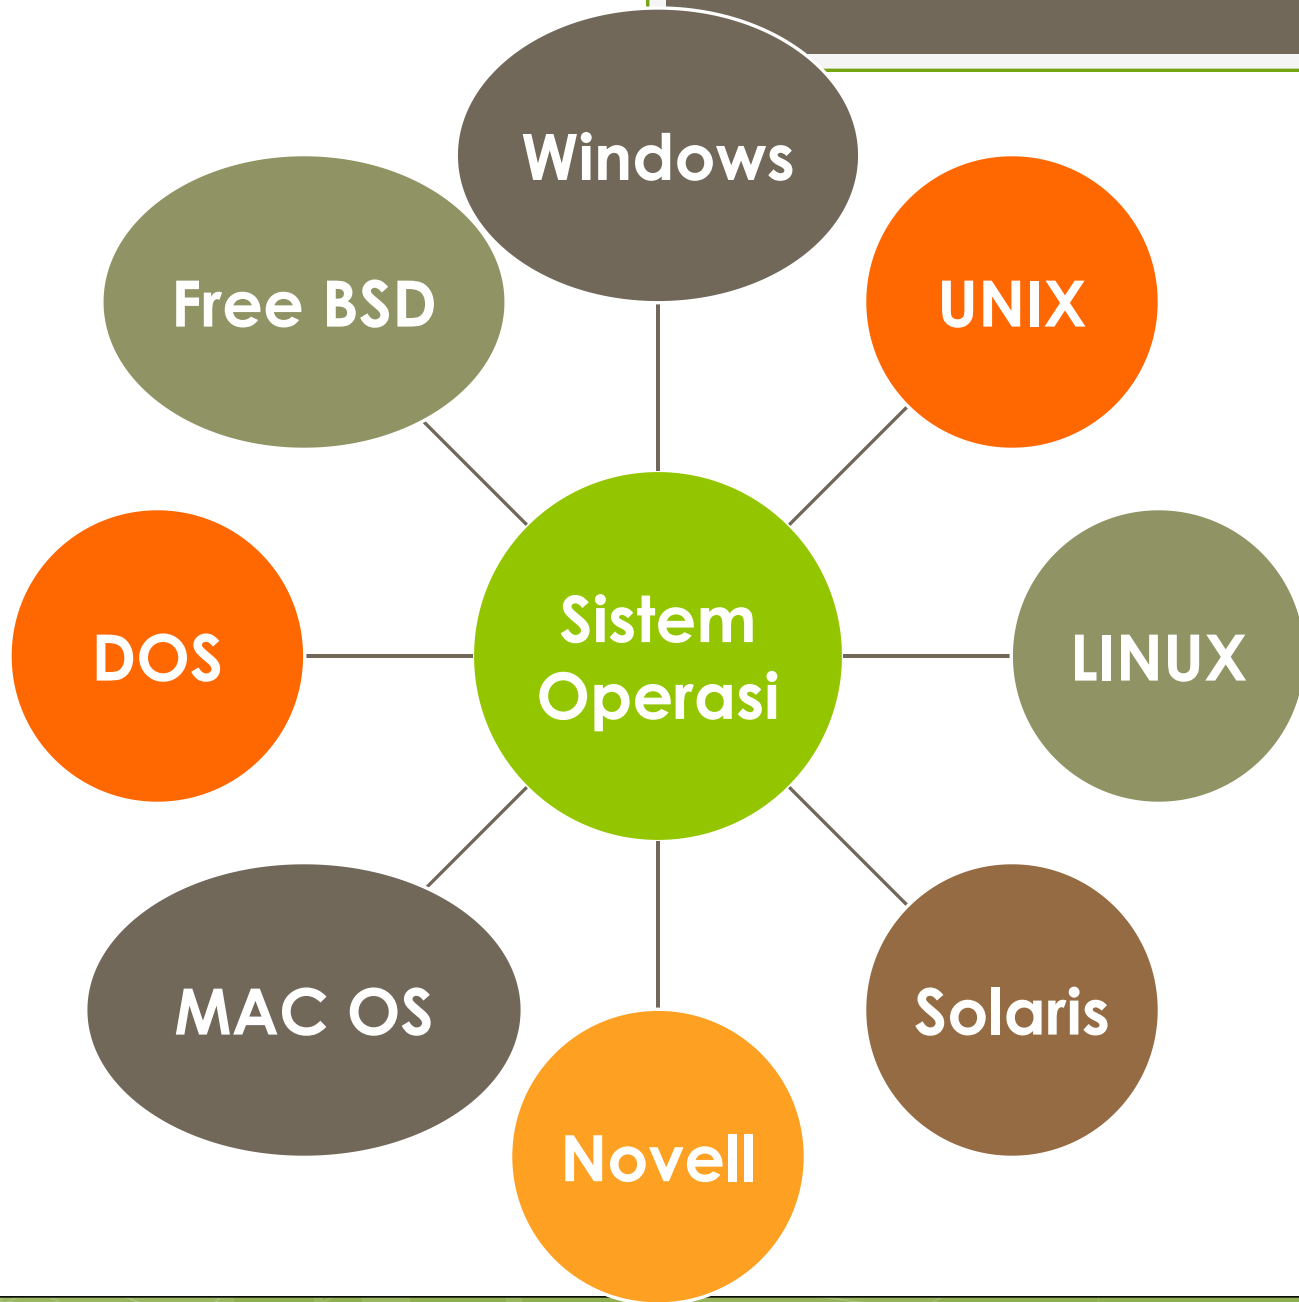 Windows
Free BSD
UNIX
DOS
Sistem
Operasi
LINUX
MAC OS
Solaris
Novell